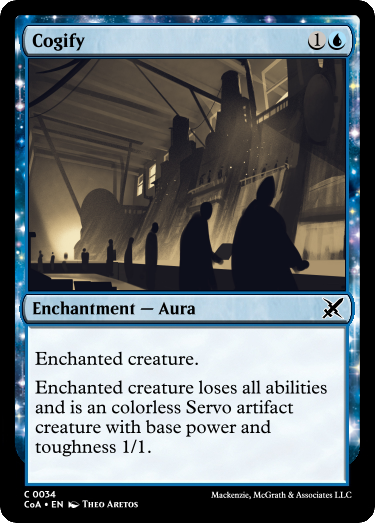 Cogify
1
Enchantment — Aura
Enchanted creature.
Enchanted creature loses all abilities
and is an colorless Servo artifact
creature with base power and
toughness 1/1.
C 0034
CoA • EN Theo Aretos
Mackenzie, McGrath & Associates LLC